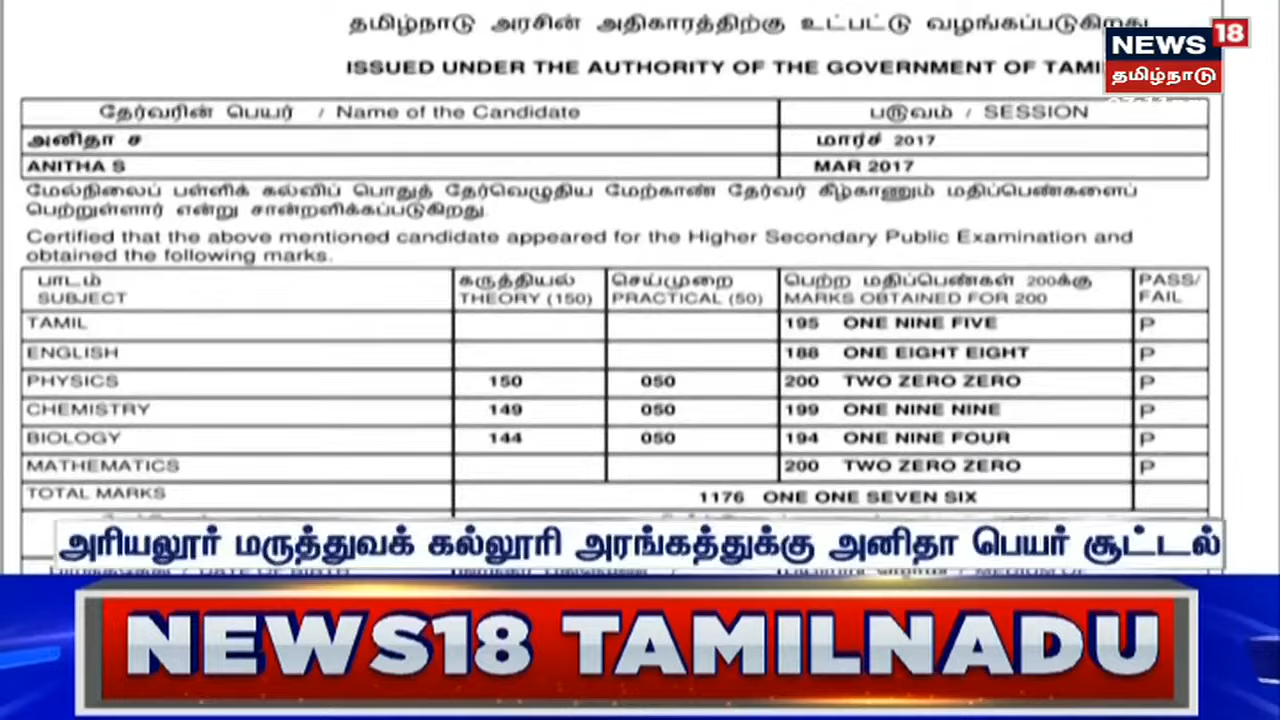 தமிழ்நாடு அரசின் அதிகாரத்திற்கு உட்பட்டு வழங்கப்படுகிறது
ISSUED UNDER THE AUTHORITY OF THE GOVERNMENT OF
NEWS 18
தமிழ்நாடு
தேர்வரின் பெயர் / Name of the Candidate
பருவம் / SESSION
அனிதா ச
மார்ச் 2017
ANITHA S
MAR 2017
மேல்நிலைப் பள்ளிக் கல்விப் பொதுத் தேர்வெழுதிய மேற்காண் தேர்வர் கீழ்காணும் மதிப்பெண்களைப்
பெற்றுள்ளார் என்று சான்றளிக்கப்படுகிறது.
Certified that the above mentioned candidate appeared for the Higher Secondary Public Examination and
obtained the following marks.
பாடம் கருத்தியல் செய்முறை பெற்ற மதிப்பெண்கள் 200க்கு PASS/
SUBJECT THEORY (150) PRACTICAL (50) MARKS OBTAINED FOR 200 FAIL
TAMIL 195 ONE NINE FIVE P
ENGLISH 188 ONE EIGHT EIGHT P
PHYSICS 150 050 200 TWO ZERO ZERO P
CHEMISTRY 149 050 199 ONE NINE NINE P
BIOLOGY 144 050 194 ONE NINE FOUR P
MATHEMATICS 200 TWO ZERO ZERO P
TOTAL MARKS 1176 ONE ONE SEVEN SIX
அரியலூர் மருத்துவக் கல்லூரி அரங்கத்துக்கு அனிதா பெயர் சூட்டல்
NEWS18 TAMILNADU